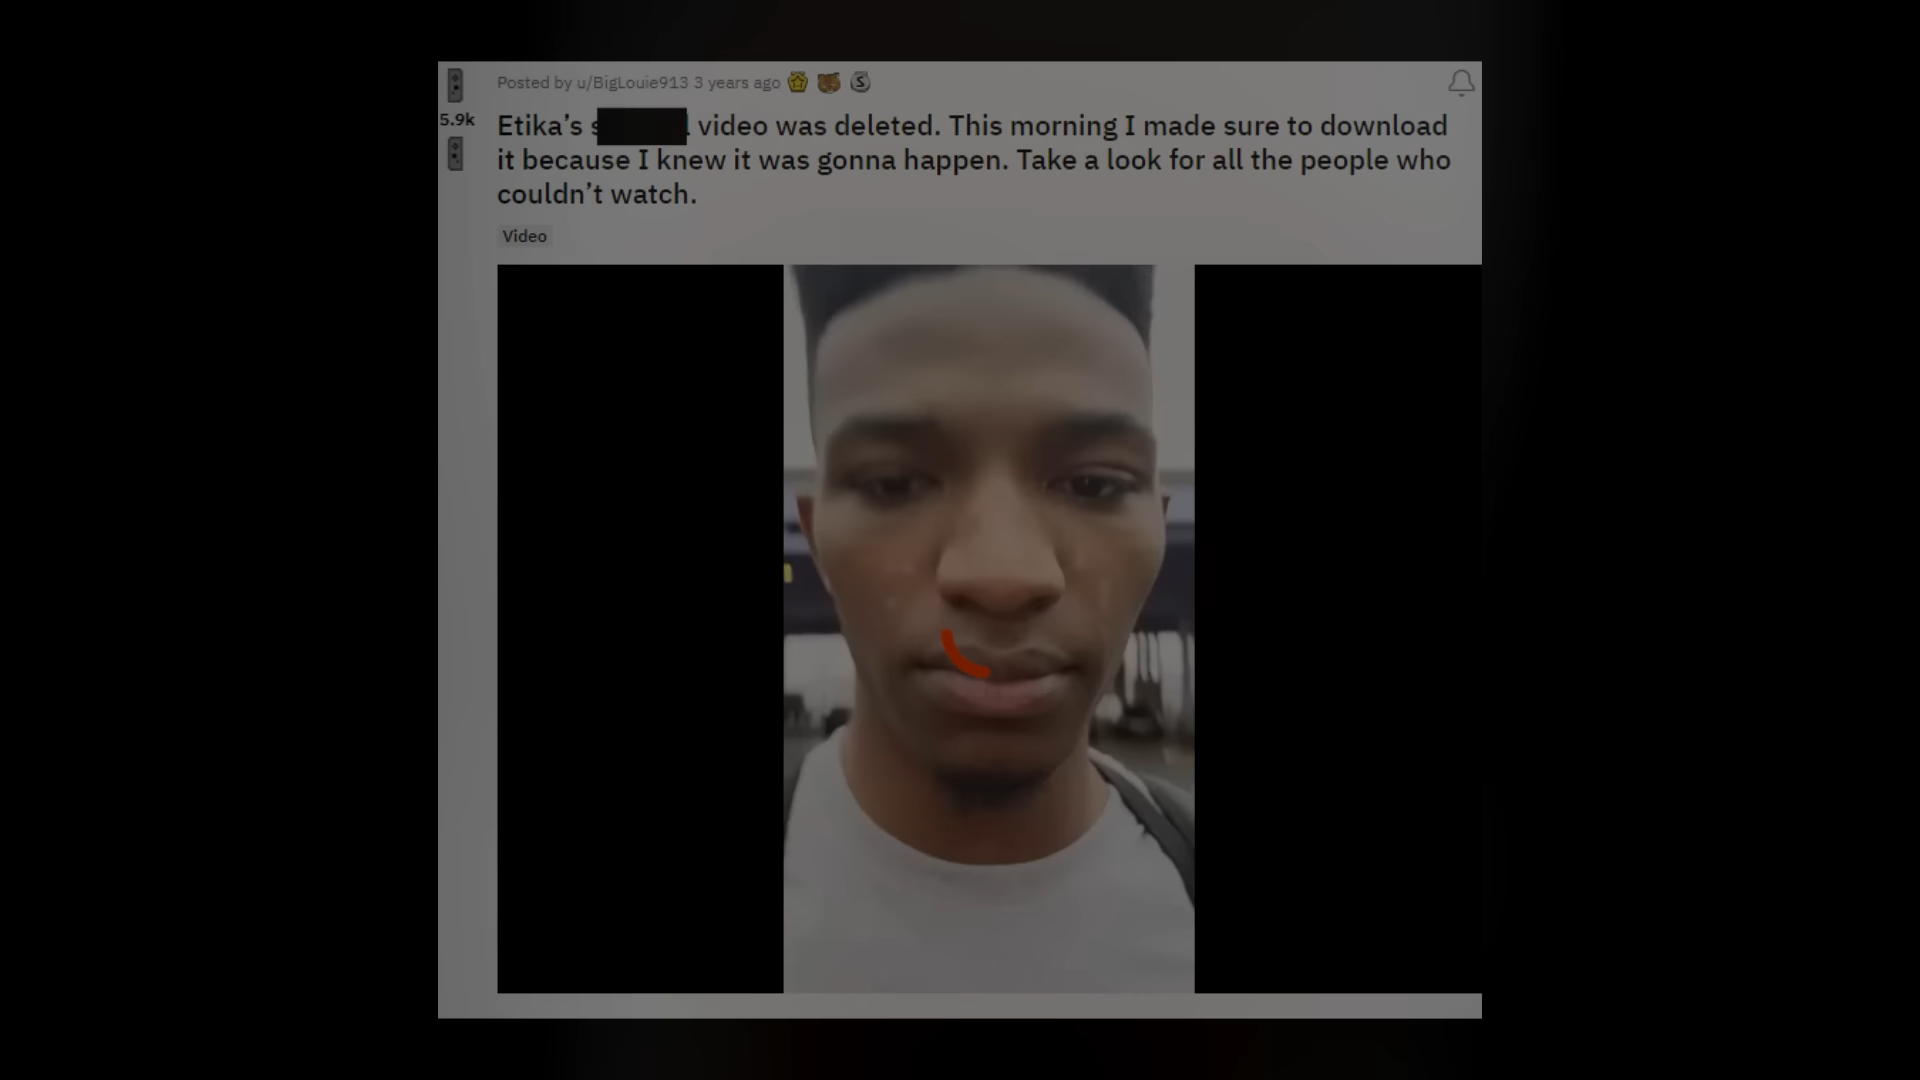 Posted by u/BigLouie913 3 years ago
5.9k
Etika's video was deleted. This morning I made sure to download
it because I knew it was gonna happen. Take a look for all the people who
couldn't watch.
Video